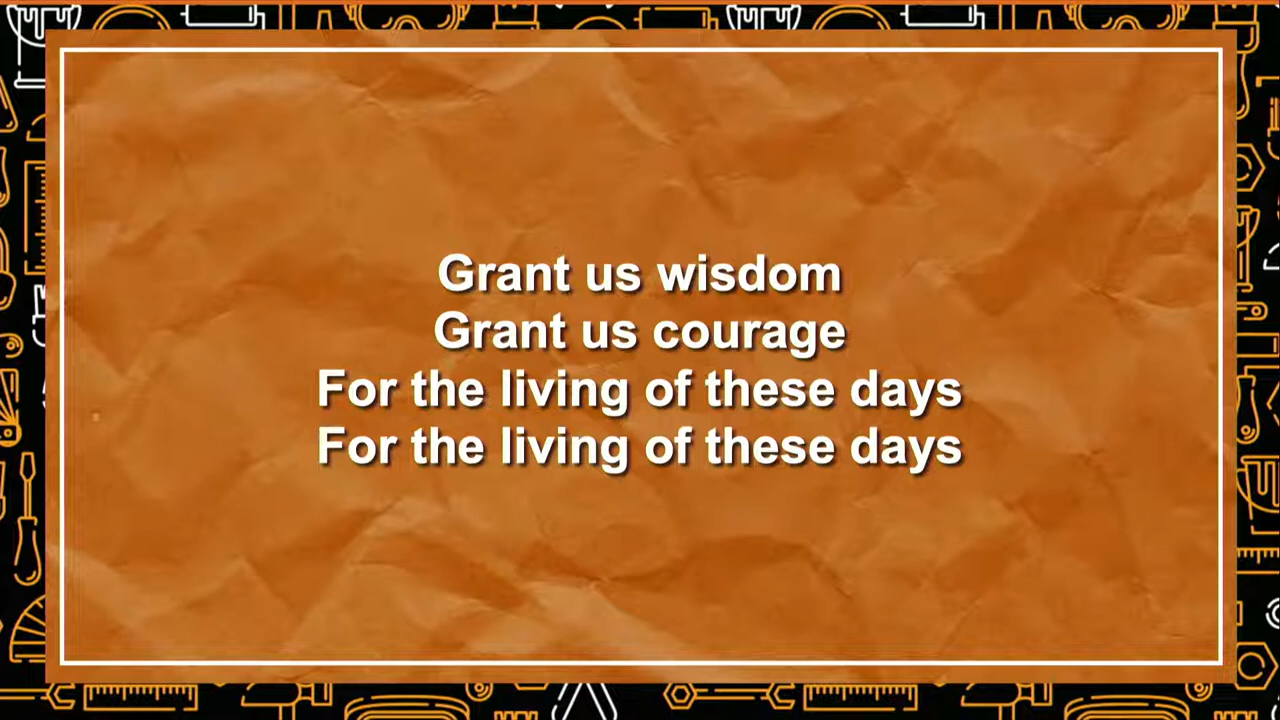 Grant us wisdom
Grant us courage
For the living of these days
For the living of these days